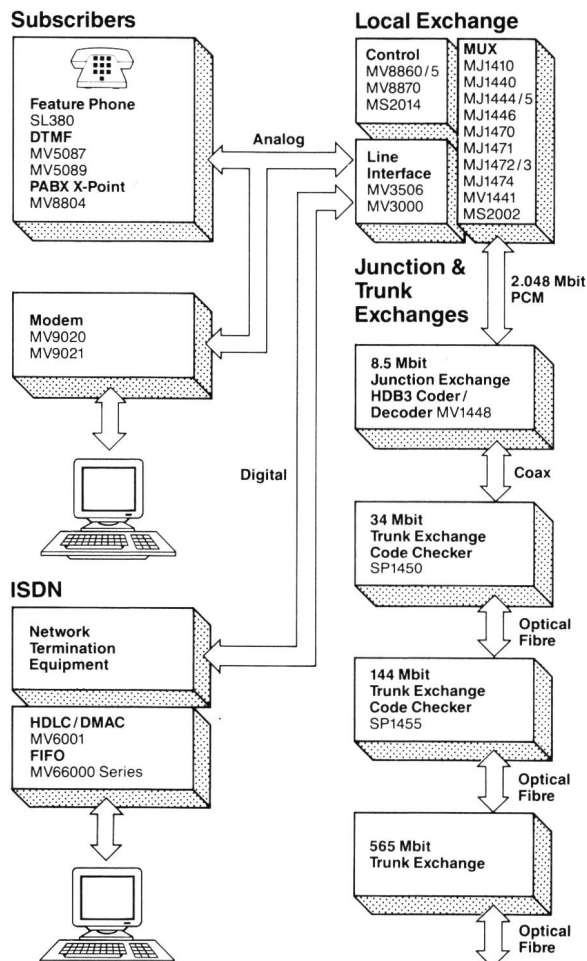 Subscribers
Feature Phone
SL380
DTMF
MV5087
MV5089
PABX X-Point
MV8804
Modem
MV9020
MV9021
ISDN
Network
Termination
Equipment
HDLC/DMAC
MV6001
FIFO
MV66000 Series
Analog
Digital
Local Exchange
Control
MV8860/5
MV8870
MS2014
Line
Interface
MV3506
MV3000
MUX
MJ1410
MJ1440
MJ1444/5
MJ1446
MJ1470
MJ1471
MJ1472/3
MJ1474
MV1441
MS2002
Junction &
Trunk
Exchanges
2.048 Mbit
PCM
8.5 Mbit
Junction Exchange
HDB3 Coder/
Decoder MV1448
Coax
34 Mbit
Trunk Exchange
Code Checker
SP1450
Optical
Fibre
144 Mbit
Trunk Exchange
Code Checker
SP1455
Optical
Fibre
565 Mbit
Trunk Exchange
Optical
Fibre